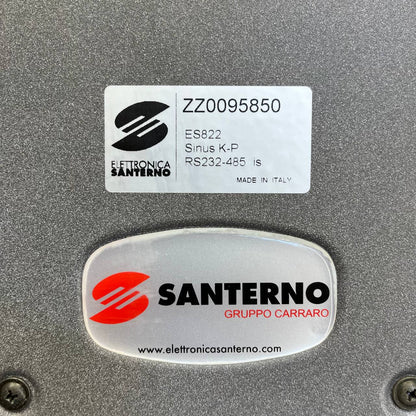 ZZ0095850
ES822
Sinus K-P
RS232-485 is
ELETTRONICA
SANTERNO
MADE IN ITALY
SANTERNO
GRUPPO CARRARO
www.elettronicasanterno.com